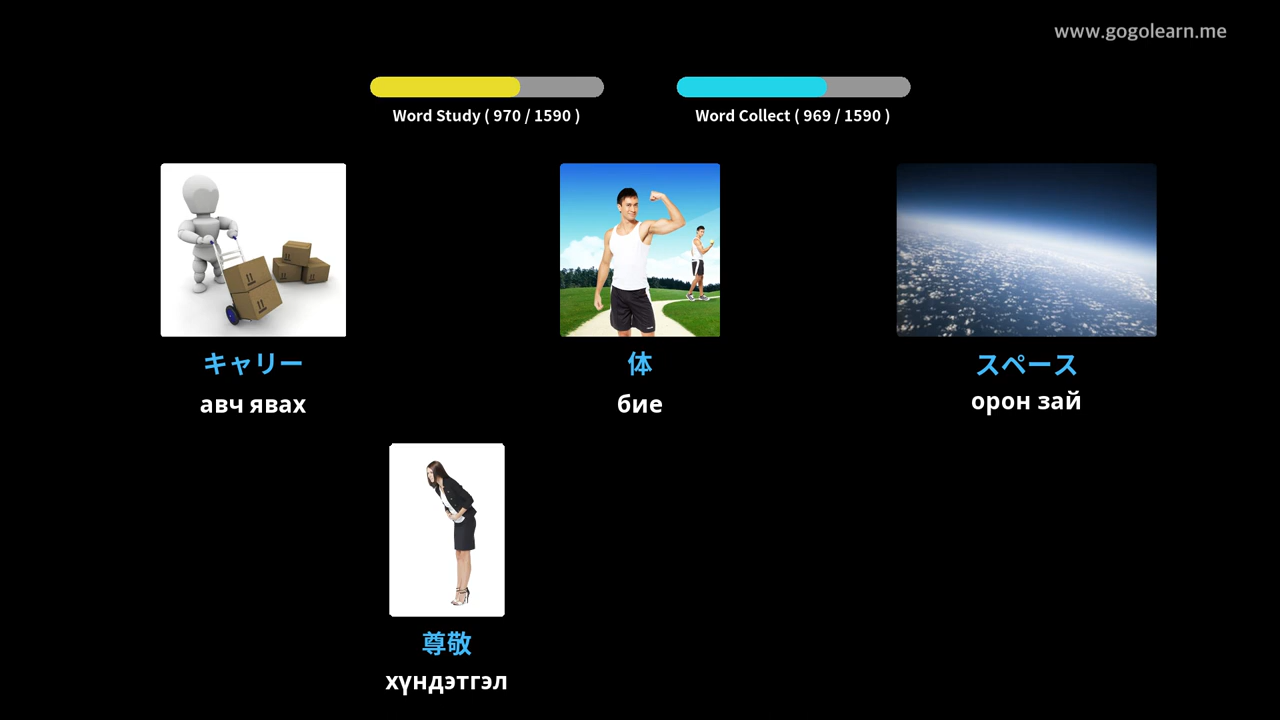 www.gogolearn.me
Word Study ( 970 / 1590 )
Word Collect ( 969 / 1590 )
キャリー
авч явах
体
бие
スペース
орон зай
尊敬
хүндэтгэл